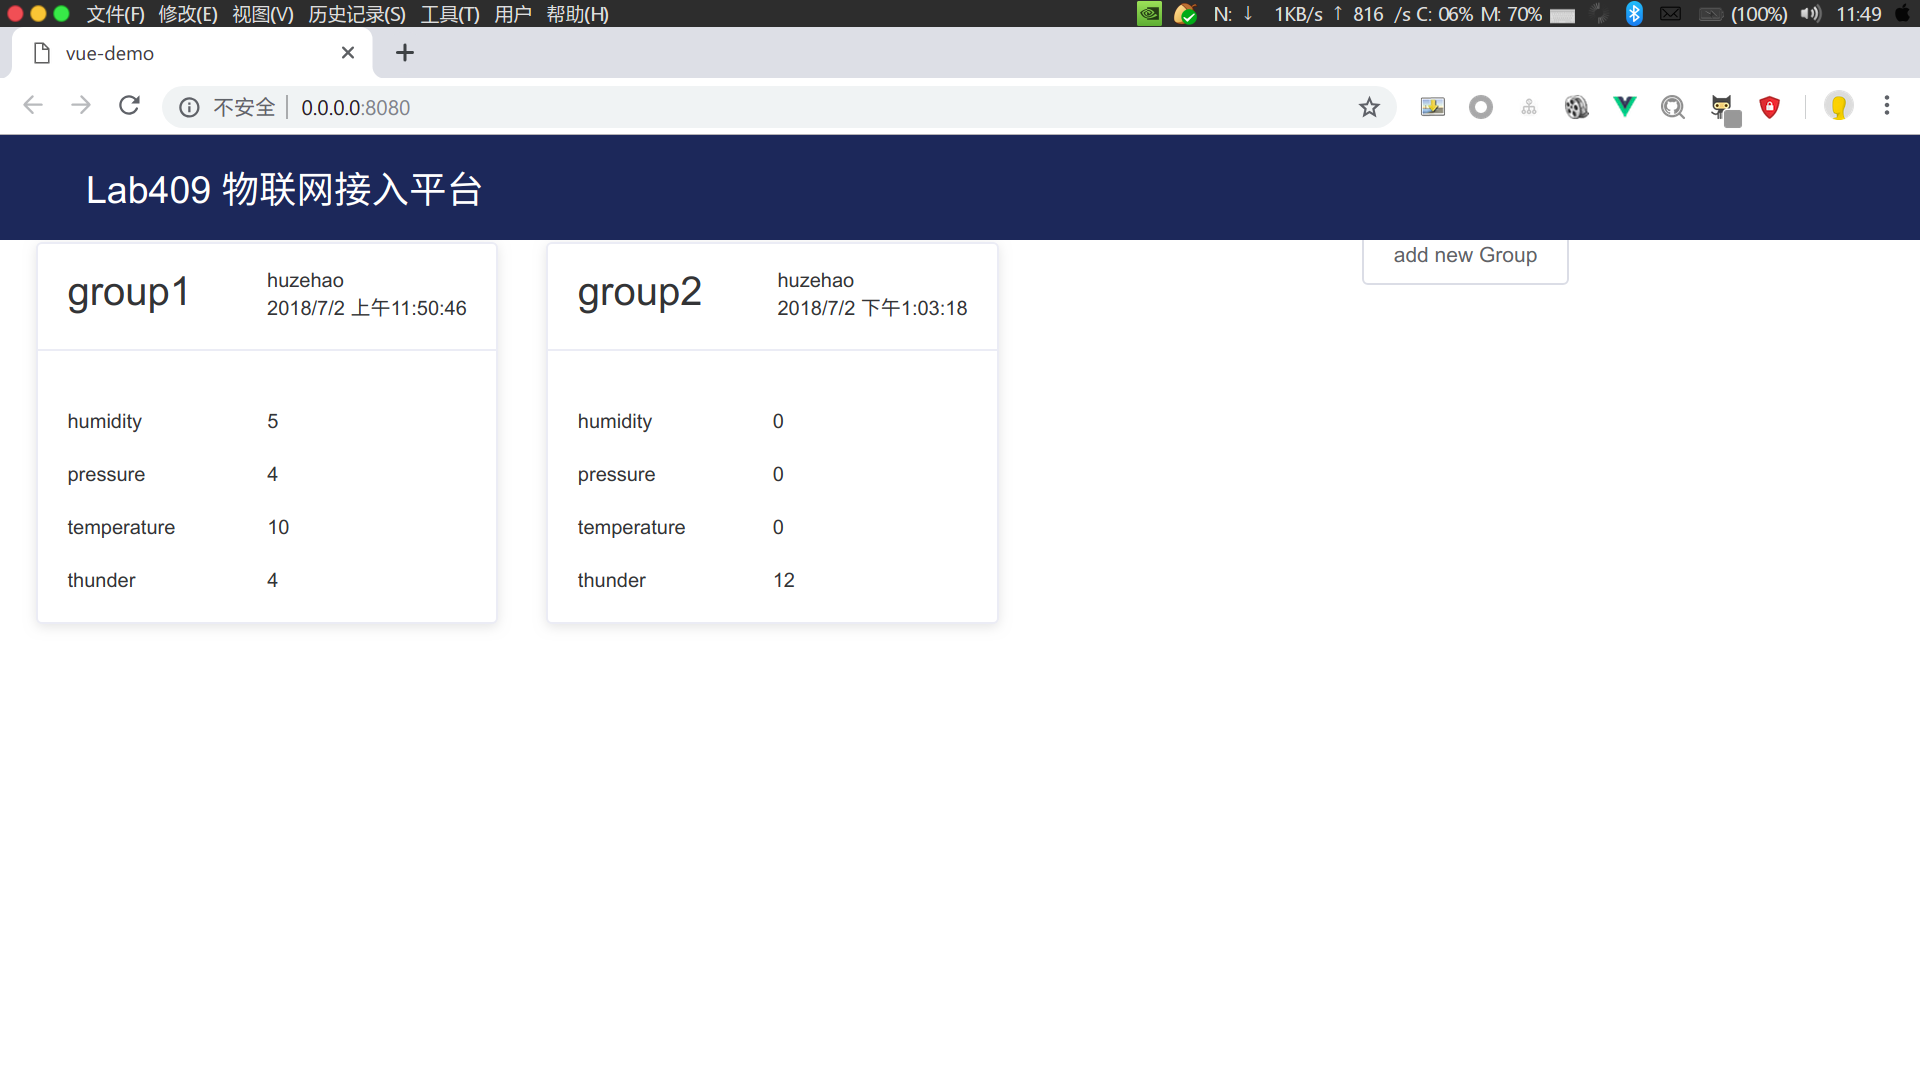 文件(F) 修改(E) 视图(V) 历史记录(S) 工具(T) 用户 帮助(H) N: ↓ 1KB/s ↑ 816 /s C: 06% M: 70% (100%) 11:49
vue-demo
不安全 0.0.0.0:8080
Lab409 物联网接入平台
add new Group
group1
huzehao
2018/7/2 上午11:50:46
humidity 5
pressure 4
temperature 10
thunder 4
group2
huzehao
2018/7/2 下午1:03:18
humidity 0
pressure 0
temperature 0
thunder 12